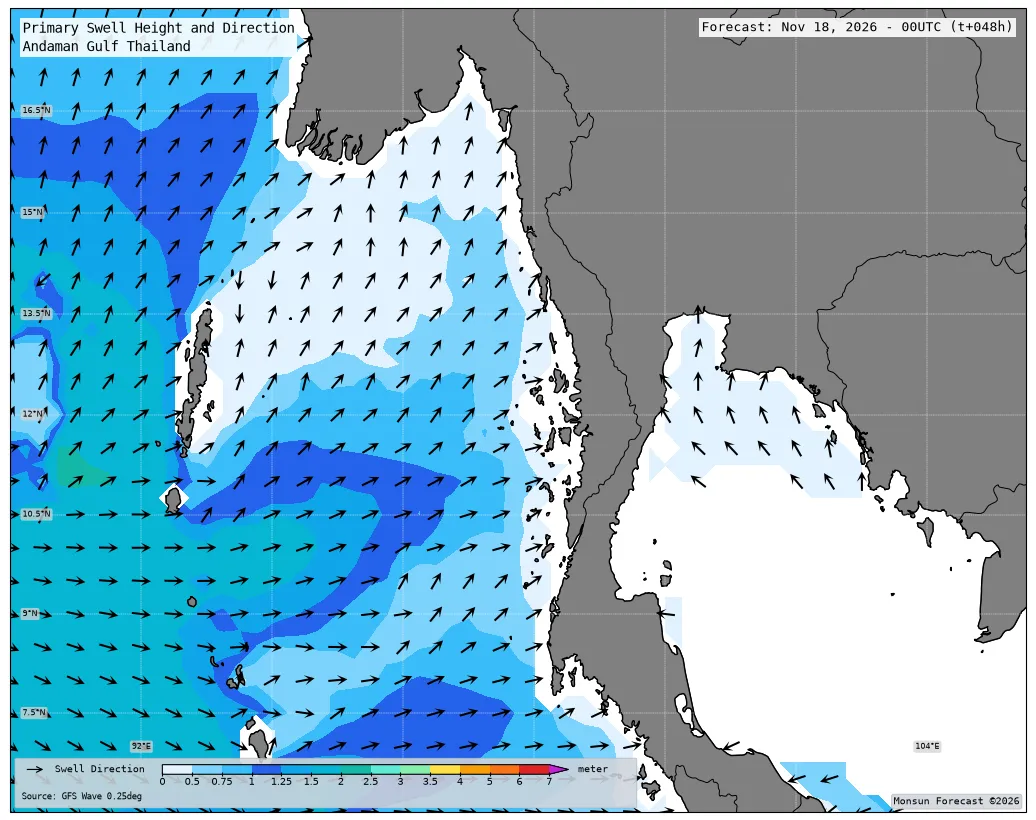 Primary Swell Height and Direction
Andaman Gulf Thailand
Forecast: Nov 18, 2026 - 00UTC (t+048h)
16.5°N
15°N
13.5°N
12°N
10.5°N
9°N
7.5°N
92°E
104°E
Swell Direction
0 0.5 0.75 1 1.25 1.5 2 2.5 3 3.5 4 5 6 7
meter
Source: GFS Wave 0.25deg
Monsun Forecast ©2026